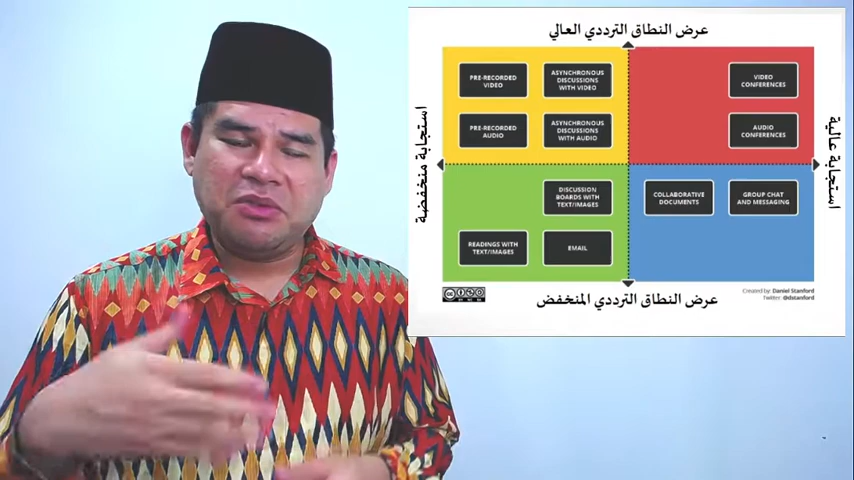 عرض النطاق الترددي العالي
PRE-RECORDED
VIDEO
ASYNCHRONOUS
DISCUSSIONS
WITH VIDEO
VIDEO
CONFERENCES
PRE-RECORDED
AUDIO
ASYNCHRONOUS
DISCUSSIONS
WITH AUDIO
AUDIO
CONFERENCES
استجابة منخفضة
استجابة عالية
DISCUSSION
BOARDS WITH
TEXT/IMAGES
COLLABORATIVE
DOCUMENTS
GROUP CHAT
AND MESSAGING
READINGS WITH
TEXT/IMAGES
EMAIL
عرض النطاق الترددي المنخفض
Created by: Daniel Stanford
Twitter: @dstanford